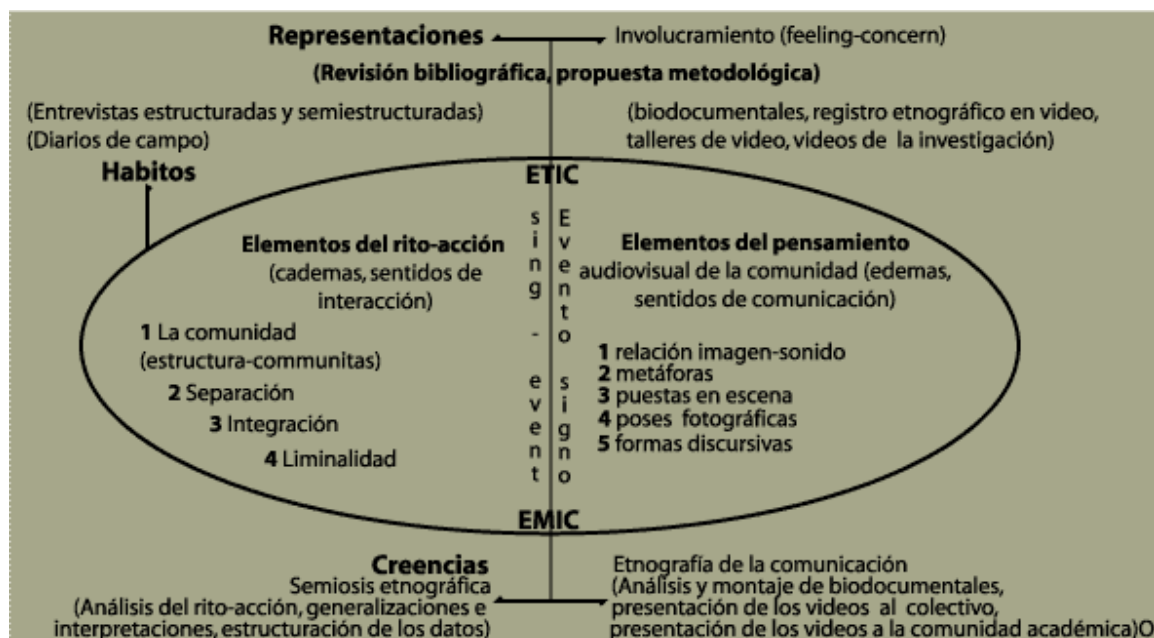 Representaciones
Involucramiento (feeling-concern)
(Revisión bibliográfica, propuesta metodológica)
(Entrevistas estructuradas y semiestructuradas)
(Diarios de campo)
(biodocumentales, registro etnográfico en video,
talleres de video, videos de la investigación)
Habitos
ETIC
Elementos del rito-acción
(cademas, sentidos de
interacción)
1 La comunidad
(estructura-communitas)
2 Separación
3 Integración
4 Liminalidad
sing - event
Evento signo
Elementos del pensamiento
audiovisual de la comunidad (edemas,
sentidos de comunicación)
1 relación imagen-sonido
2 metáforas
3 puestas en escena
4 poses fotográficas
5 formas discursivas
EMIC
Creencias
Semiosis etnográfica
(Análisis del rito-acción, generalizaciones e
interpretaciones, estructuración de los datos)
Etnografía de la comunicación
(Análisis y montaje de biodocumentales,
presentación de los videos al colectivo,
presentación de los videos a la comunidad académica)O